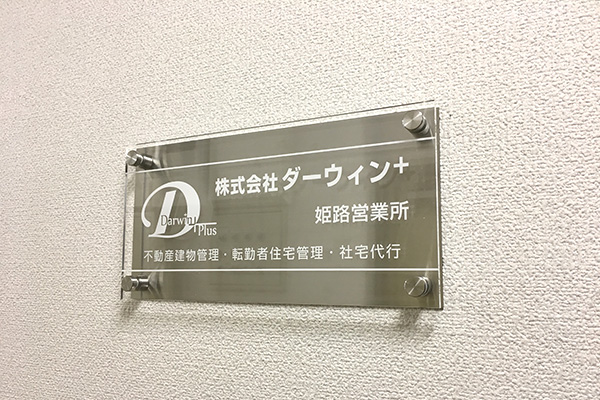 株式会社 ダーウィン+
姫路営業所
Darwin Plus
不動産建物管理・転勤者住宅管理・社宅代行